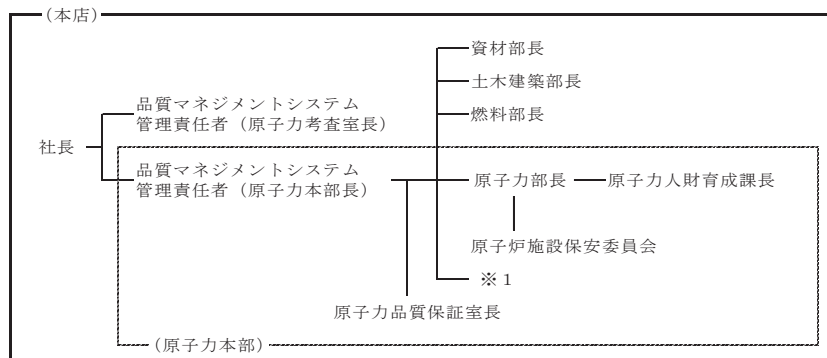 (本店)
資材部長
土木建築部長
燃料部長
品質マネジメントシステム
管理責任者(原子力考査室長)
社長
品質マネジメントシステム
管理責任者(原子力本部長)
原子力部長
原子力人財育成課長
原子炉施設保安委員会
※1
原子力品質保証室長
(原子力本部)